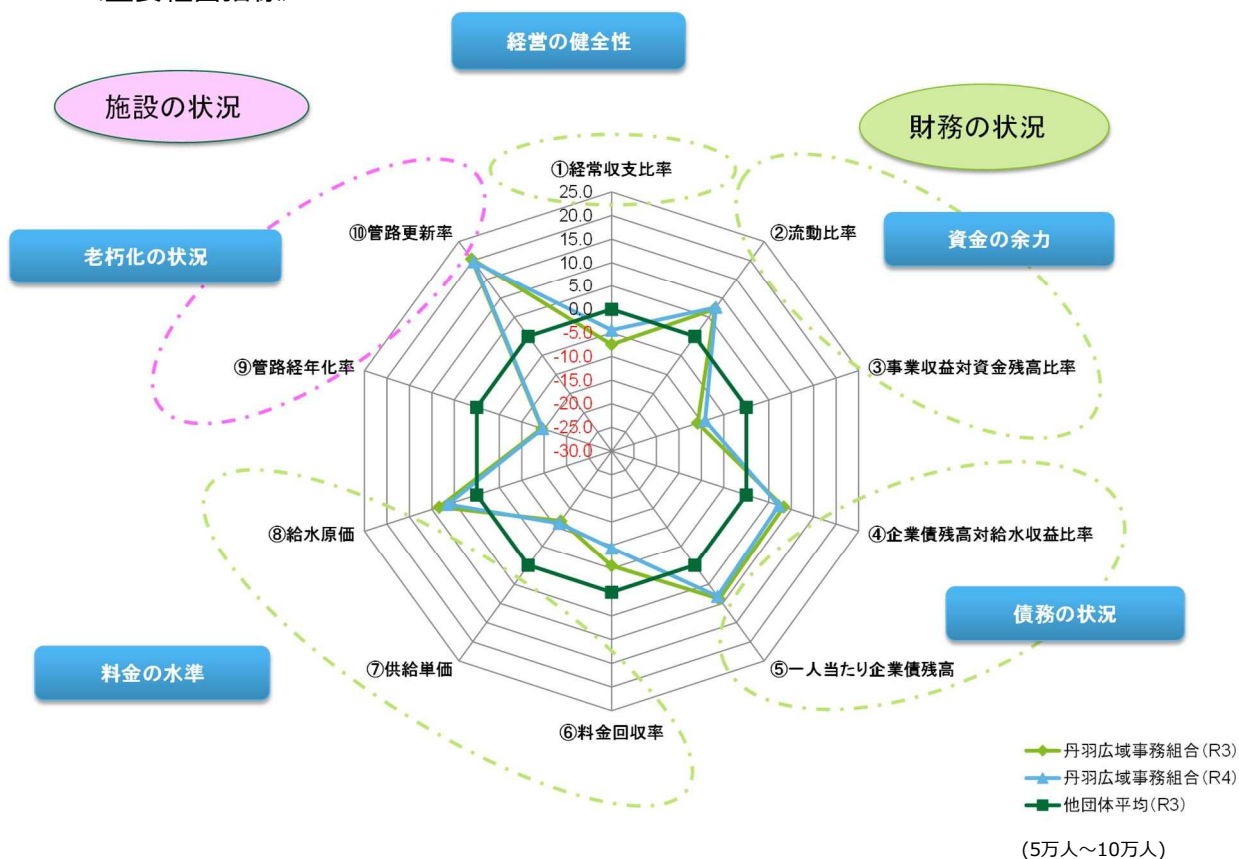 経営の健全性
施設の状況
財務の状況
①経常収支比率
25.0
20.0
15.0
10.0
5.0
0.0
-5.0
-10.0
-15.0
-20.0
-25.0
-30.0
⑩管路更新率
②流動比率
資金の余力
老朽化の状況
⑨管路経年化率
③事業収益対資金残高比率
⑧給水原価
④企業債残高対給水収益比率
債務の状況
料金の水準
⑦供給単価
⑤一人当たり企業債残高
⑥料金回収率
丹羽広域事務組合(R3)
丹羽広域事務組合(R4)
他団体平均(R3)
(5万人～10万人)